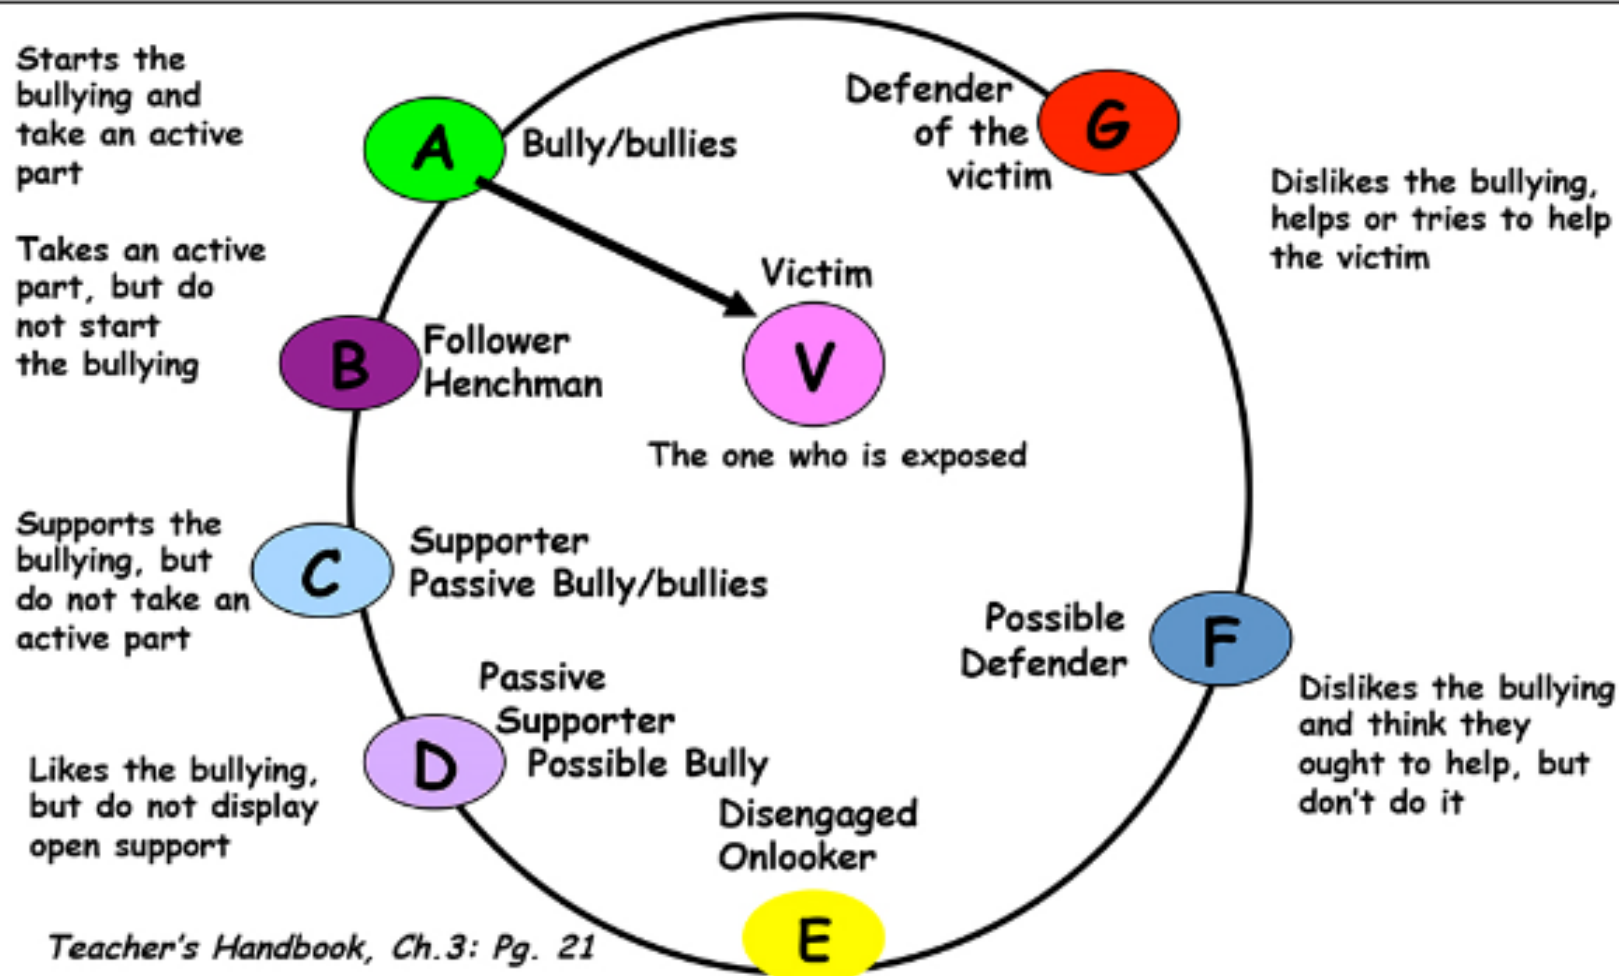 Starts the
bullying and
take an active
part
A
Bully/bullies
Defender
of the
victim
G
Dislikes the bullying,
helps or tries to help
the victim
Takes an active
part, but do
not start
the bullying
B
Follower
Henchman
Victim
V
The one who is exposed
Supports the
bullying, but
do not take an
active part
C
Supporter
Passive Bully/bullies
Possible
Defender
F
Dislikes the bullying
and think they
ought to help, but
don't do it
Likes the bullying,
but do not display
open support
D
Passive
Supporter
Possible Bully
Disengaged
Onlooker
E
Teacher's Handbook, Ch.3: Pg. 21